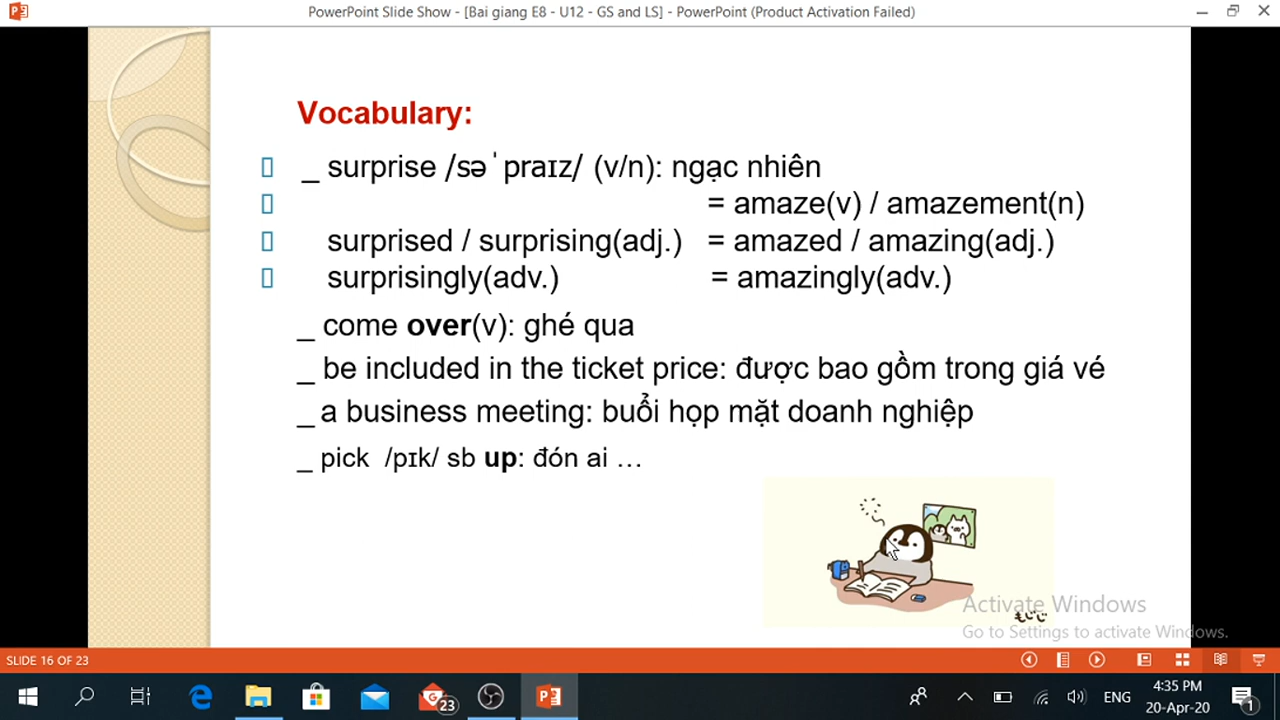 PowerPoint Slide Show - [Bai giang E8 - U12 - GS and LS] - PowerPoint (Product Activation Failed)
Vocabulary:
_ surprise /səˈpraɪz/ (v/n): ngạc nhiên
= amaze(v) / amazement(n)
surprised / surprising(adj.) = amazed / amazing(adj.)
surprisingly(adv.) = amazingly(adv.)
_ come over(v): ghé qua
_ be included in the ticket price: được bao gồm trong giá vé
_ a business meeting: buổi họp mặt doanh nghiệp
_ pick /pɪk/ sb up: đón ai …
Activate Windows
もじじ
Go to Settings to activate Windows.
SLIDE 16 OF 23
23
ENG
4:35 PM
20-Apr-20
1